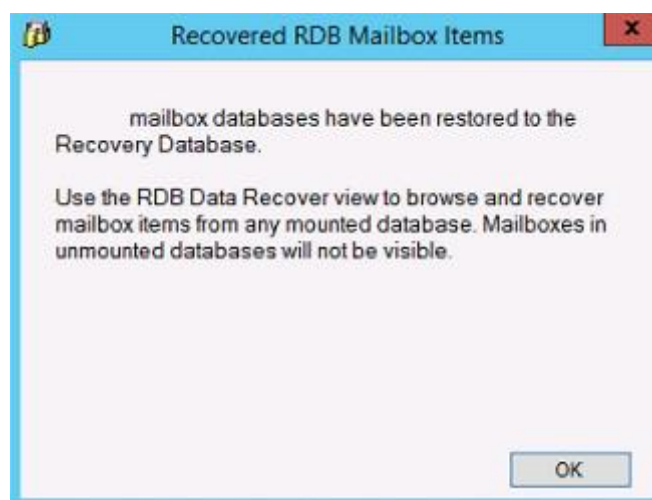 Recovered RDB Mailbox Items
x
mailbox databases have been restored to the
Recovery Database.
Use the RDB Data Recover view to browse and recover
mailbox items from any mounted database. Mailboxes in
unmounted databases will not be visible.
OK